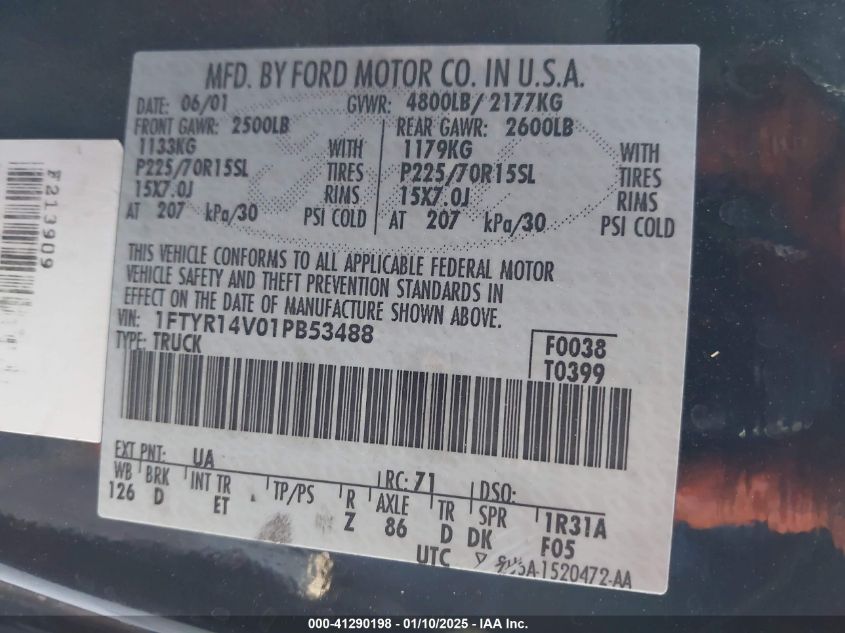 MFD. BY FORD MOTOR CO. IN U.S.A.
DATE: 06/01 GVWR: 4800LB/ 2177KG
FRONT GAWR: 2500LB REAR GAWR: 2600LB
1133KG WITH 1179KG WITH
P225/70R15SL TIRES P225/70R15SL TIRES
15X7.0J RIMS 15X7.0J RIMS
AT 207 kPa/30 PSI COLD AT 207 kPa/30 PSI COLD
THIS VEHICLE CONFORMS TO ALL APPLICABLE FEDERAL MOTOR
VEHICLE SAFETY AND THEFT PREVENTION STANDARDS IN
EFFECT ON THE DATE OF MANUFACTURE SHOWN ABOVE.
VIN: 1FTYR14V01PB53488
TYPE: TRUCK
F0038
T0399
EXT PNT: UA RC: 71 DSO:
WB BRK INT TR TP/PS R AXLE TR SPR 1R31A
126 D ET Z 86 D DK F05
UTC
-1520472-AA
F213909
000-41290198 - 01/10/2025 - IAA Inc.